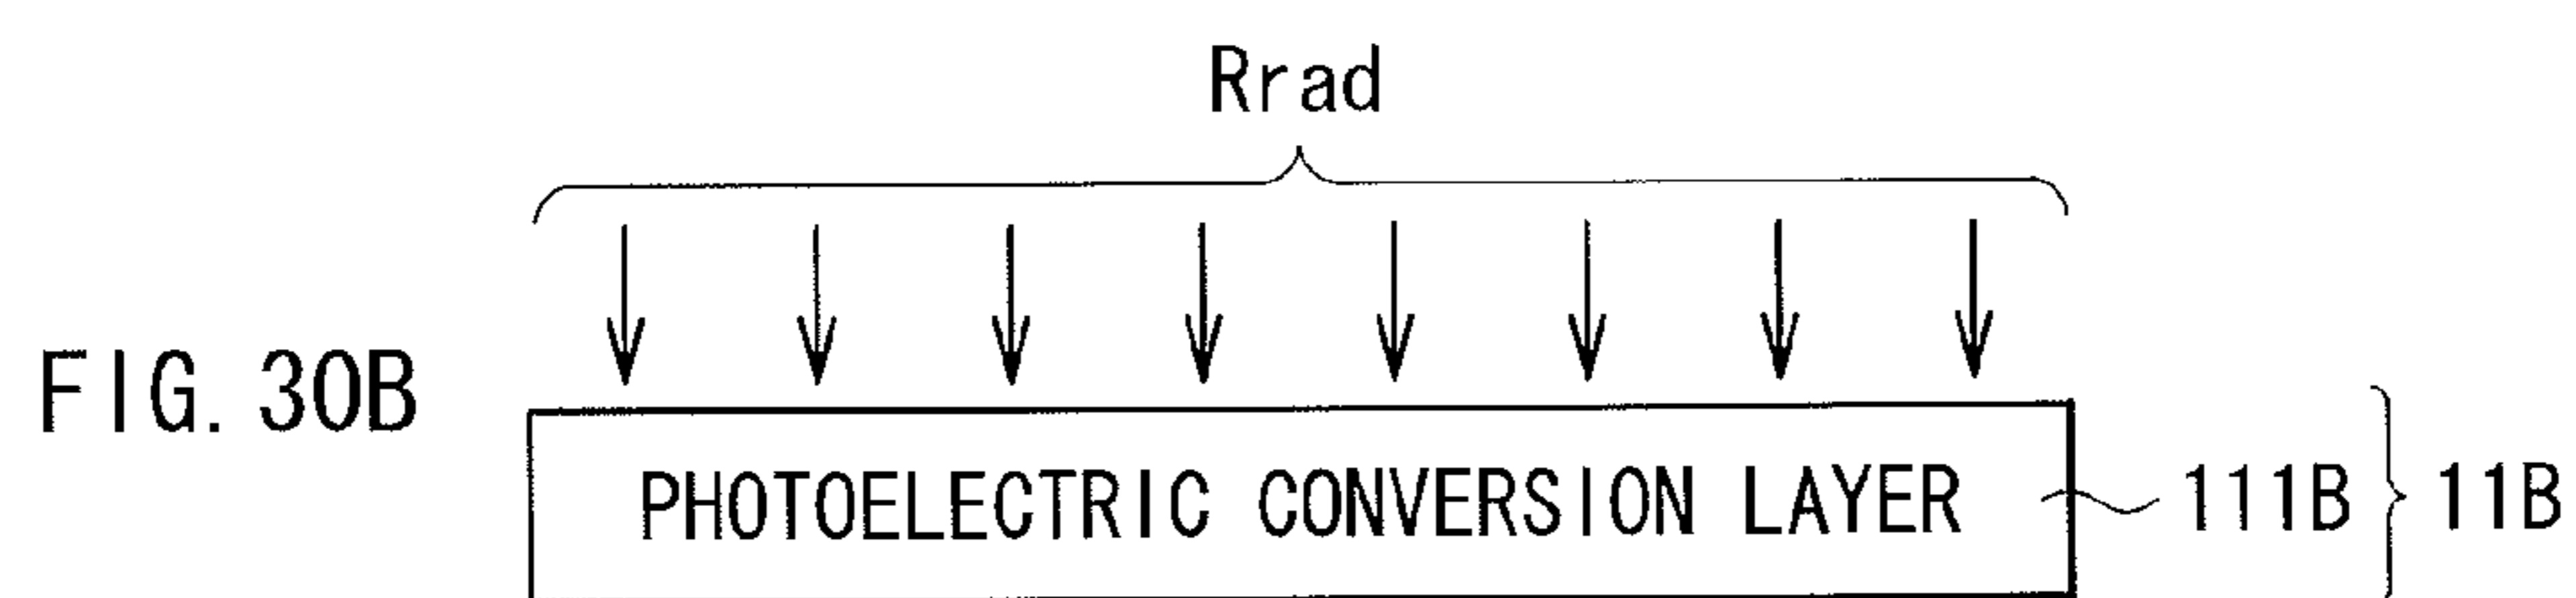 Rrad
FIG. 30B
PHOTOELECTRIC CONVERSION LAYER
111B
11B